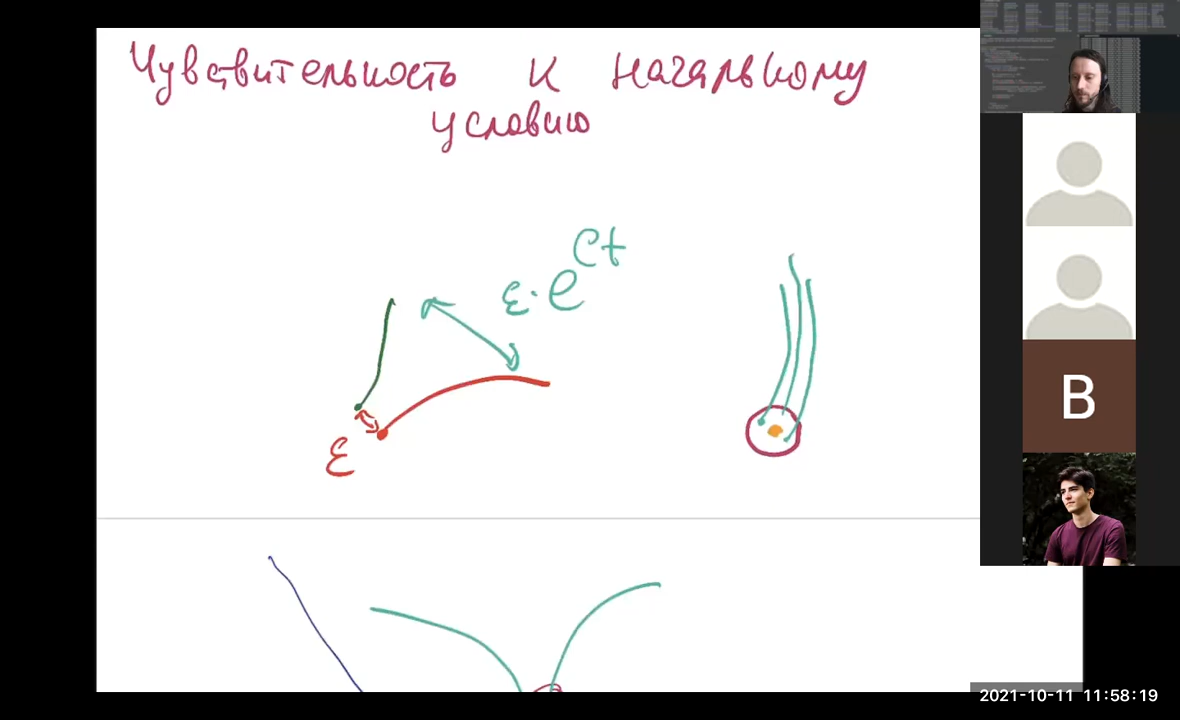 Чувствительность к начальному
условию
ε · e^{Ct}
ε
B
2021-10-11 11:58:19